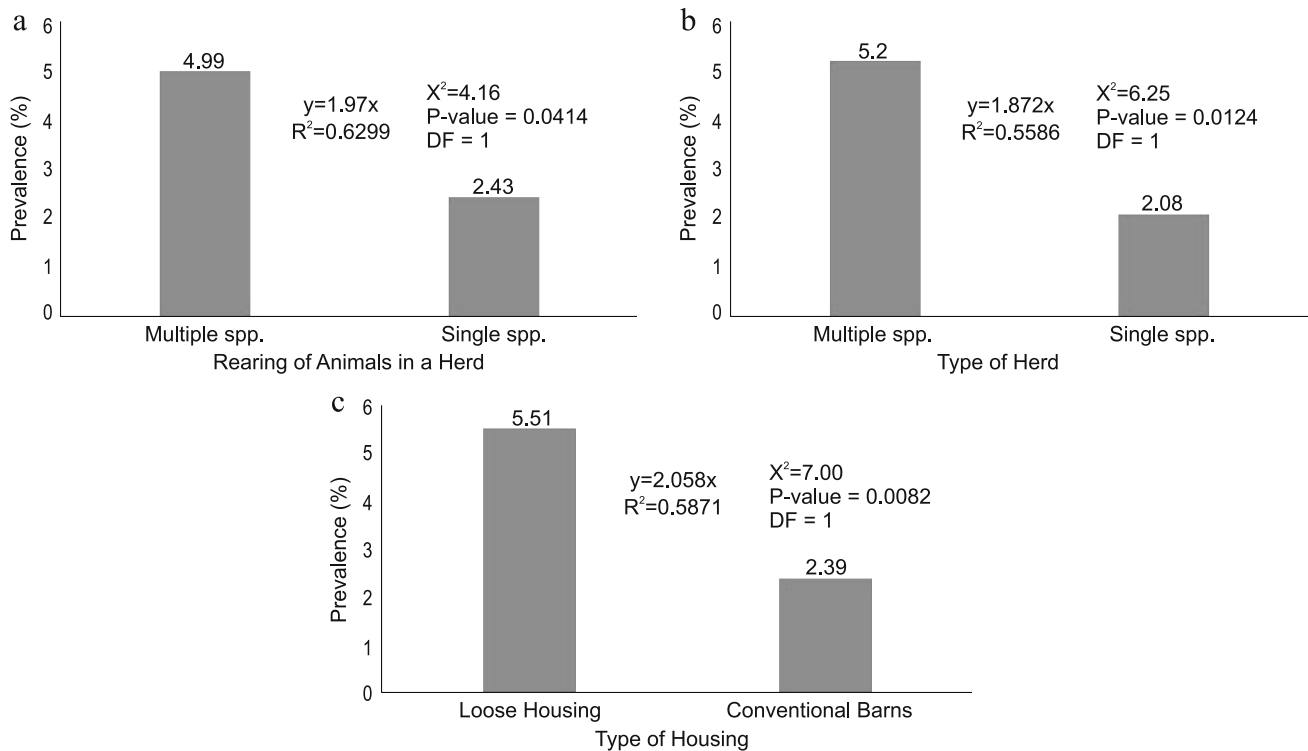 a
Prevalence (%)
6
5
4
3
2
1
0
4.99
y=1.97x
R²=0.6299
X²=4.16
P-value = 0.0414
DF = 1
2.43
Multiple spp.
Single spp.
Rearing of Animals in a Herd
b
Prevalence (%)
6
5
4
3
2
1
0
5.2
y=1.872x
R²=0.5586
X²=6.25
P-value = 0.0124
DF = 1
2.08
Multiple spp.
Single spp.
Type of Herd
c
Prevalence (%)
6
5
4
3
2
1
0
5.51
y=2.058x
R²=0.5871
X²=7.00
P-value = 0.0082
DF = 1
2.39
Loose Housing
Conventional Barns
Type of Housing